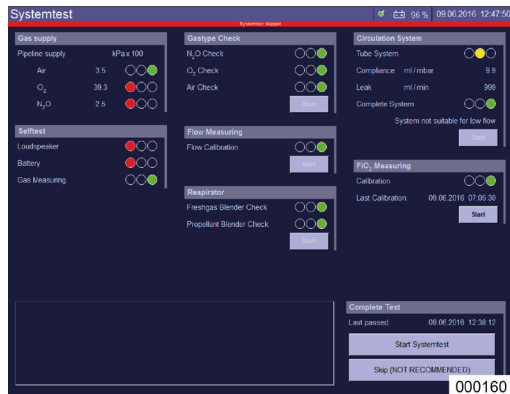 Systemtest
96 %
09.06.2016 12:47:50
Systemtest skipped
Gas supply
Pipeline supply kPa x 100
Air 3.5
O2 39.3
N2O 2.5
Selftest
Loudspeaker
Battery
Gas Measuring
Gastype Check
N2O Check
O2 Check
Air Check
Start
Flow Measuring
Flow Calibration
Start
Respirator
Freshgas Blender Check
Propellant Blender Check
Start
Circulation System
Tube System
Compliance ml / mbar 9.9
Leak ml / min 999
Complete System
System not suitable for low flow
Start
FiO2 Measuring
Calibration
Last Calibration: 09.06.2016 07:05:30
Start
Complete Test
Last passed: 09.06.2016 12:38:12
Start Systemtest
Skip (NOT RECOMMENDED)
000160